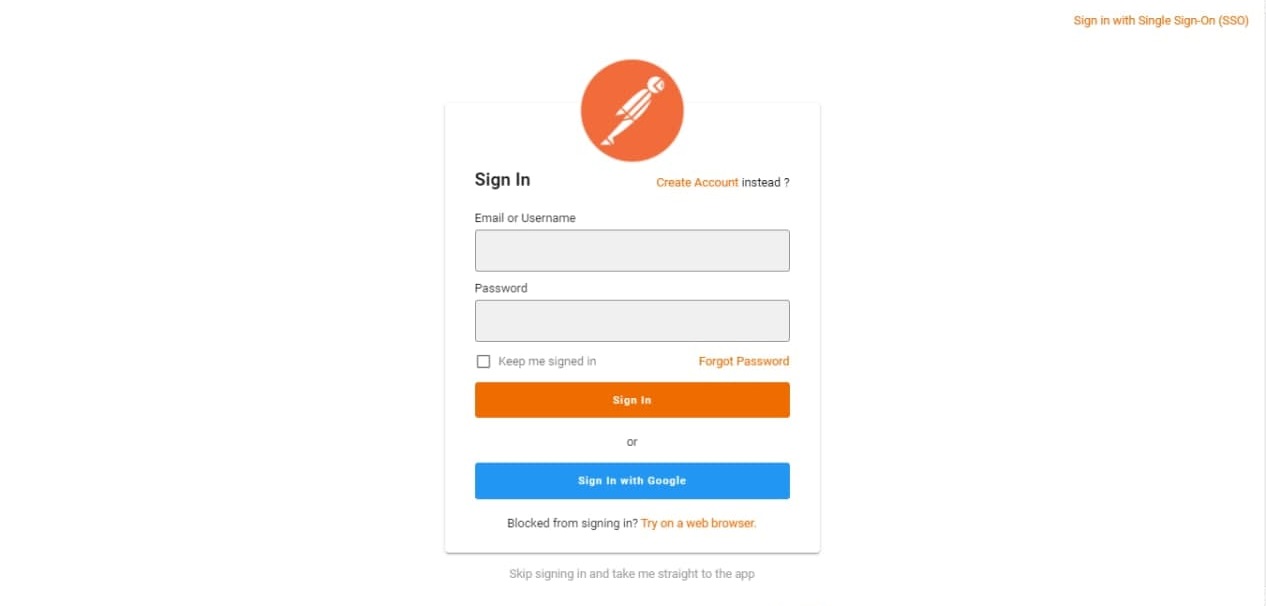 Sign in with Single Sign-On (SSO)
Sign In
Create Account instead ?
Email or Username
Password
Keep me signed in
Forgot Password
Sign In
or
Sign In with Google
Blocked from signing in? Try on a web browser.
Skip signing in and take me straight to the app